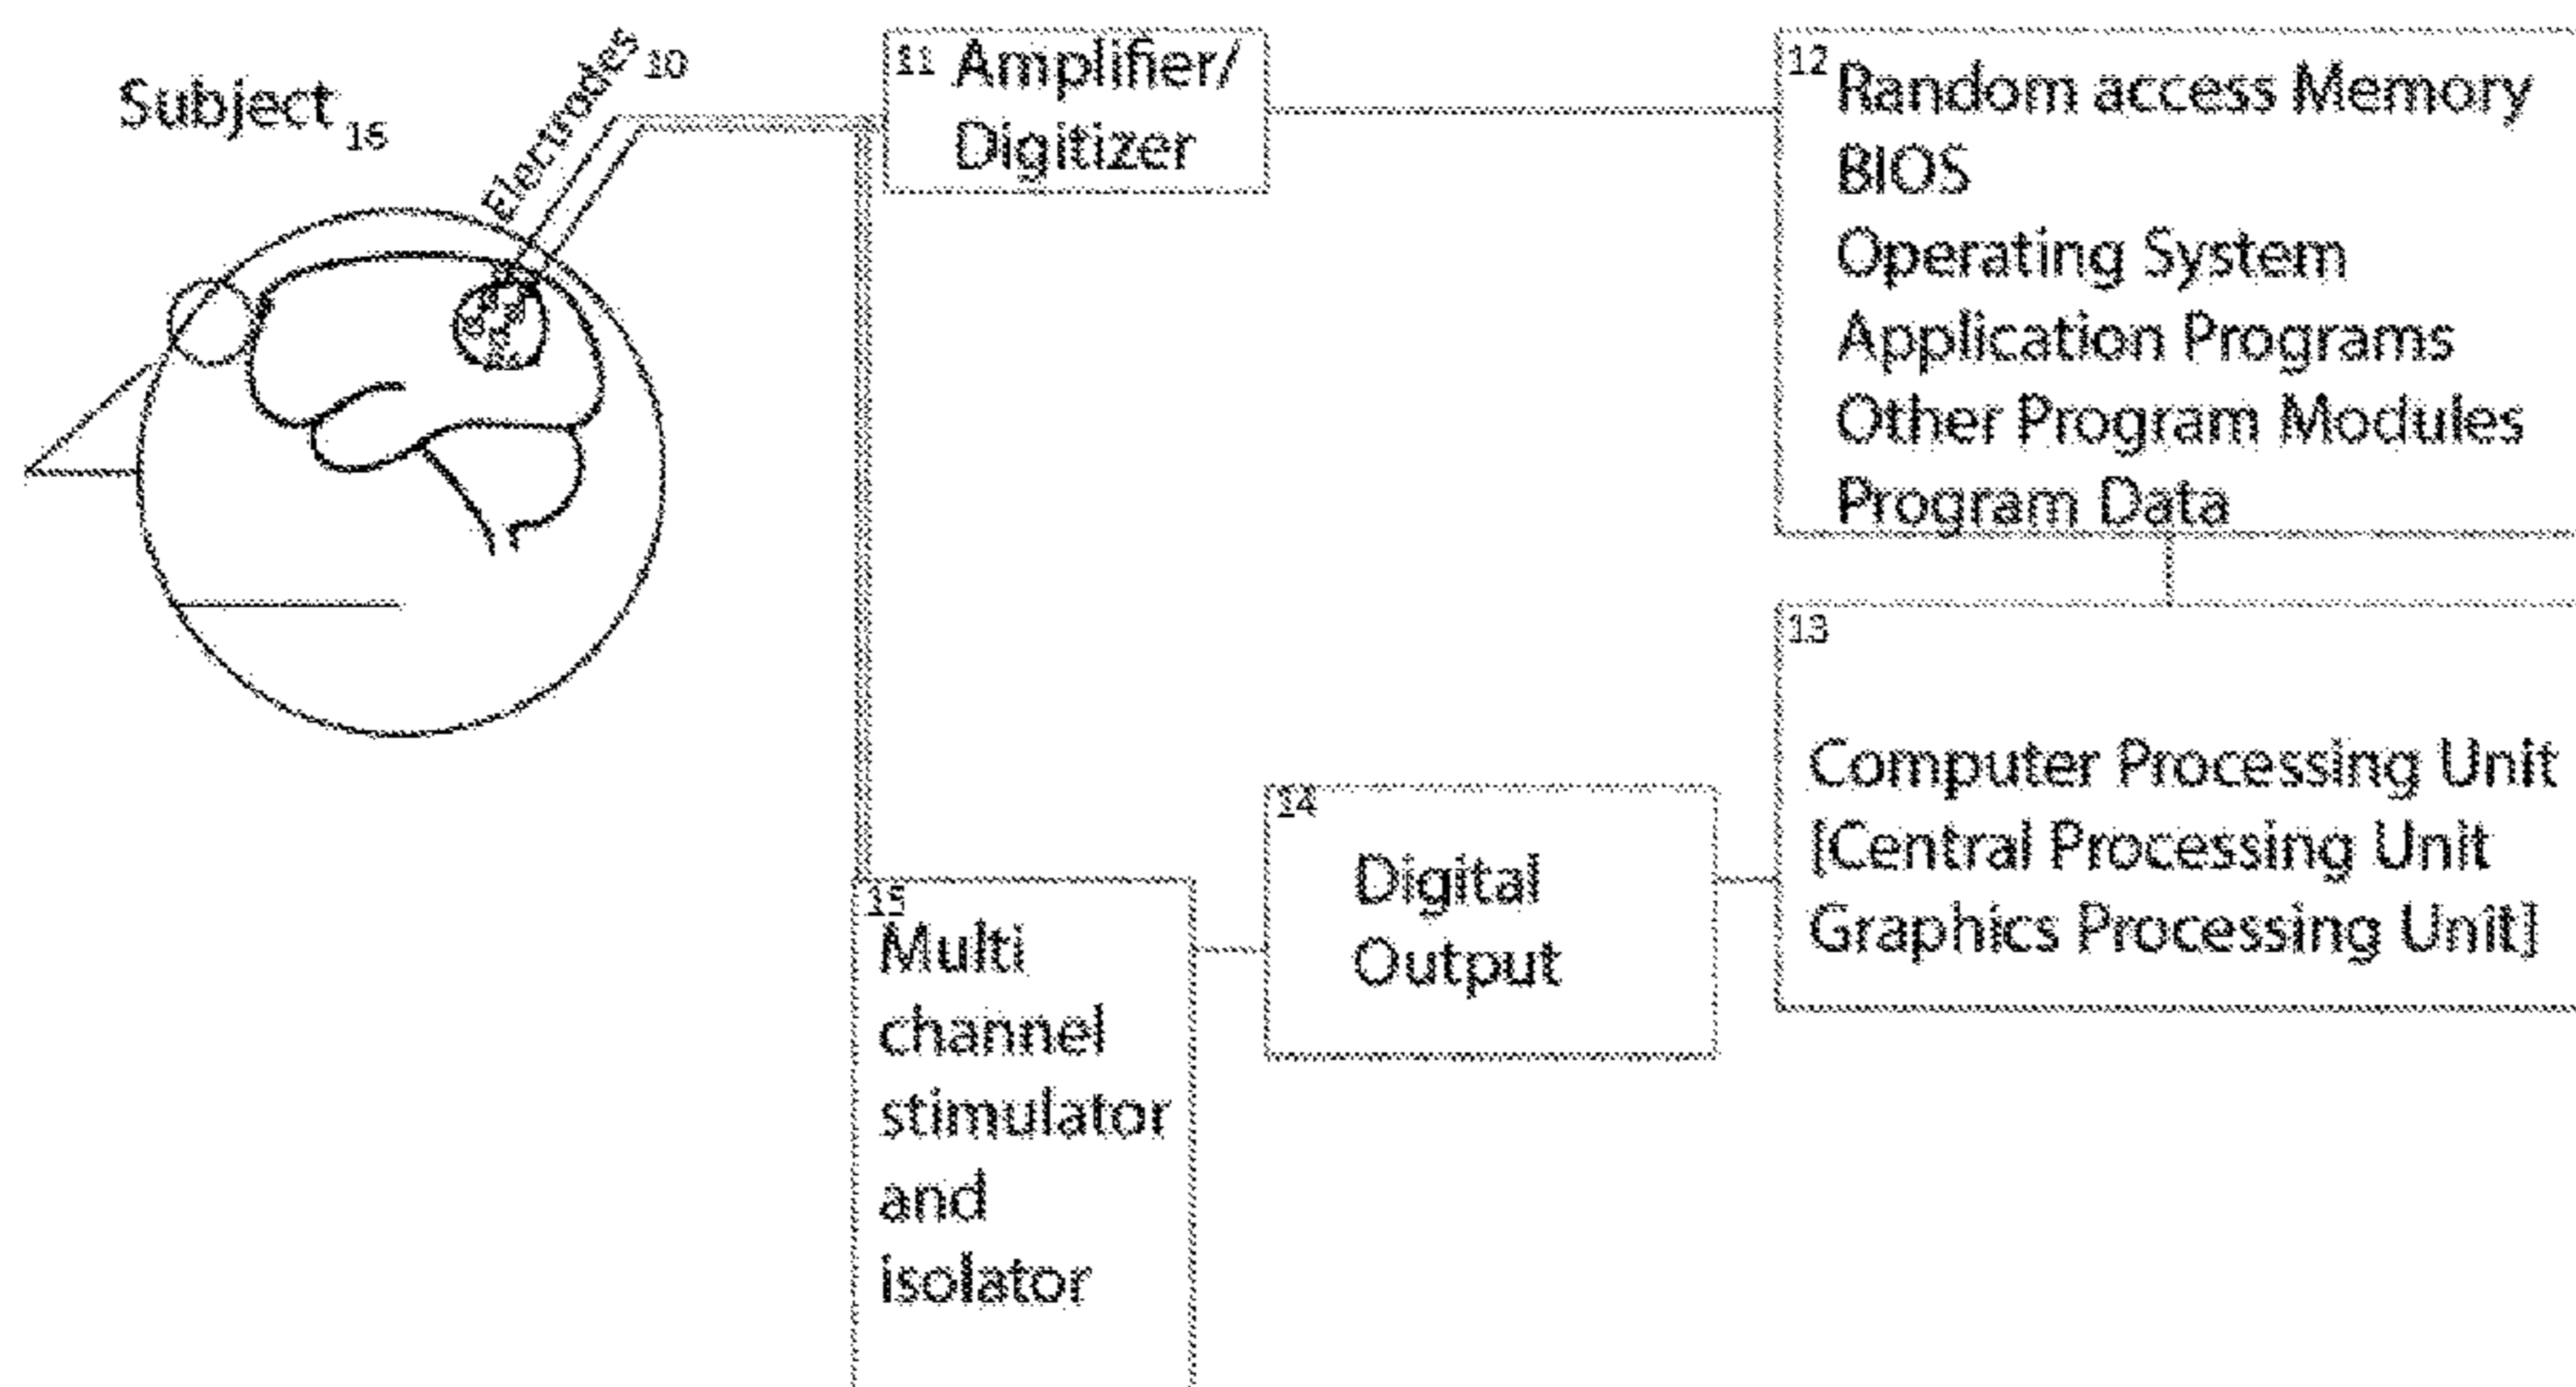 Subject 16
Electrodes 10
11 Amplifier/
Digitizer
12 Random access Memory
BIOS
Operating System
Application Programs
Other Program Modules
Program Data
13
Computer Processing Unit
[Central Processing Unit
Graphics Processing Unit]
14
Digital
Output
15
Multi
channel
stimulator
and
isolator